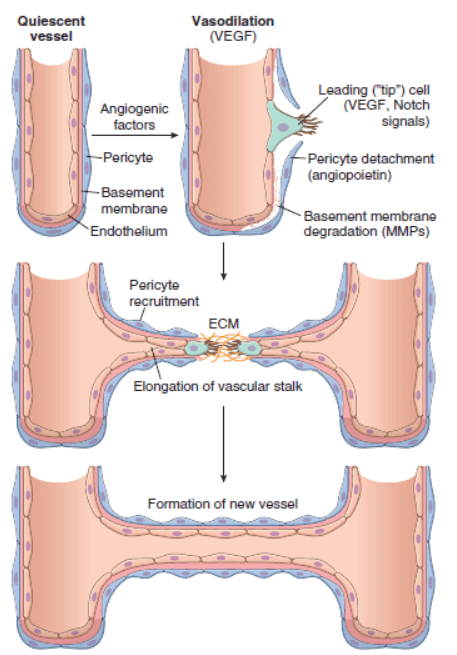 Quiescent
vessel
Vasodilation
(VEGF)
Angiogenic
factors
Pericyte
Basement
membrane
Endothelium
Leading ("tip") cell
(VEGF, Notch
signals)
Pericyte detachment
(angiopoietin)
Basement membrane
degradation (MMPs)
Pericyte
recruitment
ECM
Elongation of vascular stalk
Formation of new vessel